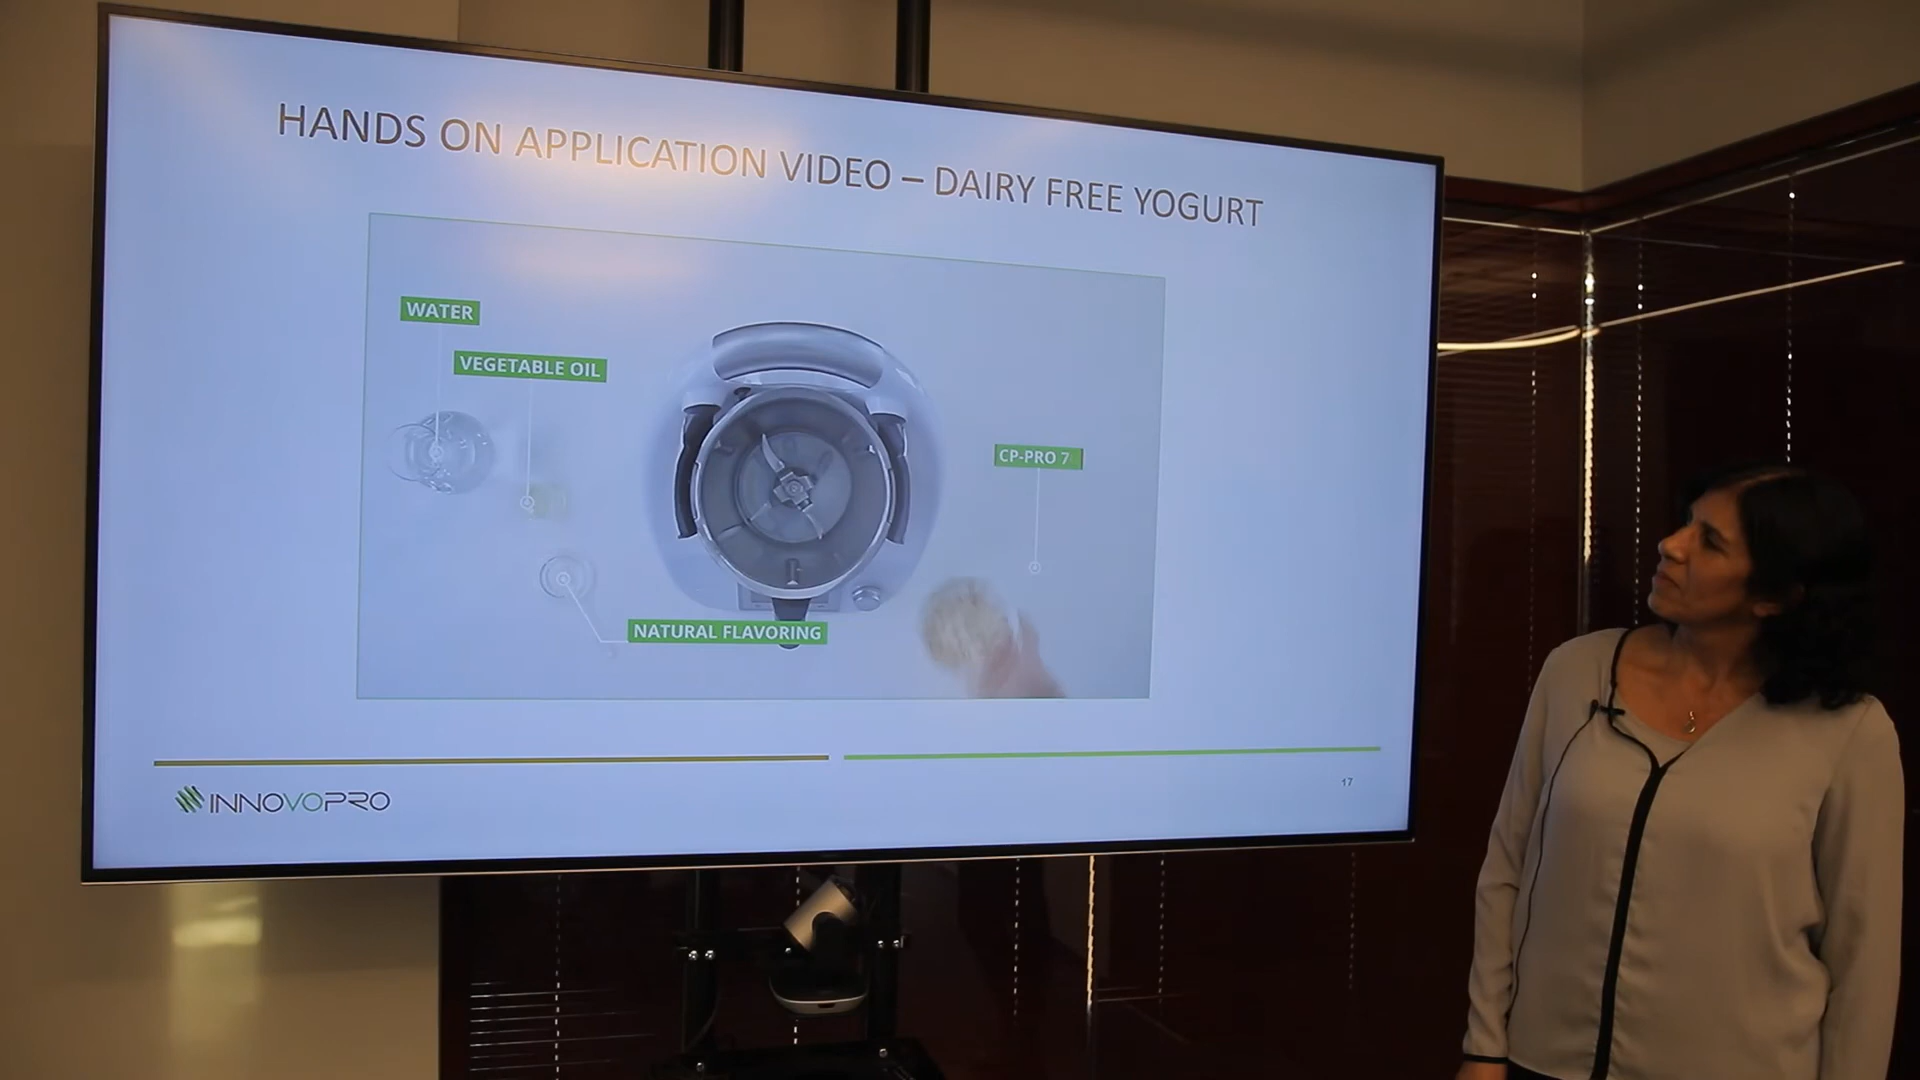 HANDS ON APPLICATION VIDEO – DAIRY FREE YOGURT
WATER
VEGETABLE OIL
CP-PRO 7
NATURAL FLAVORING
INNOVOPRO
17